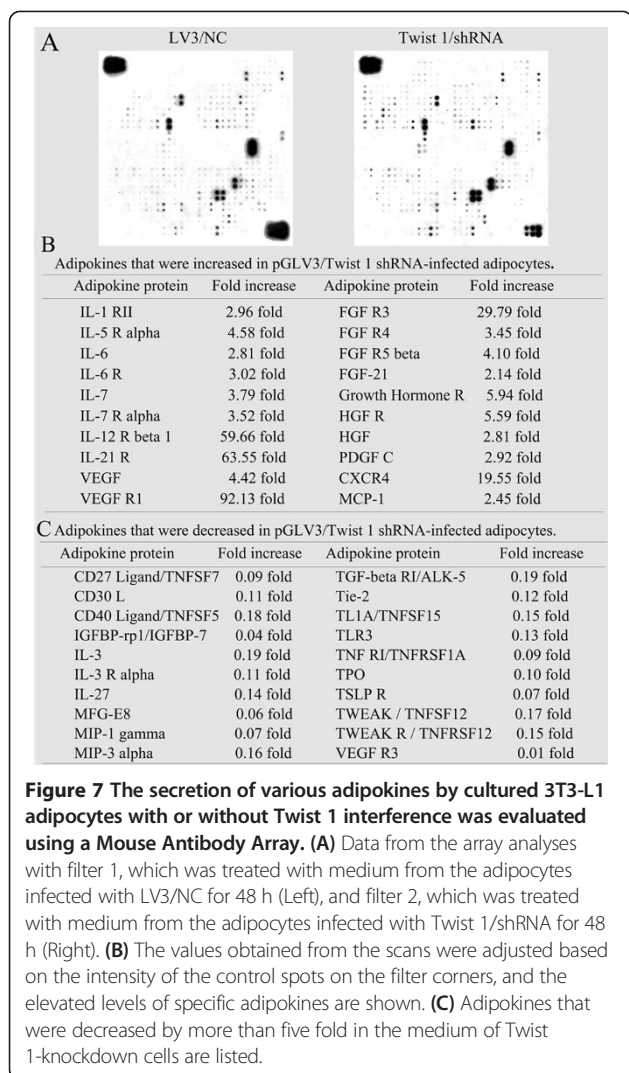 A
LV3/NC Twist 1/shRNA
B
Adipokines that were increased in pGLV3/Twist 1 shRNA-infected adipocytes.
Adipokine protein Fold increase Adipokine protein Fold increase
IL-1 RII 2.96 fold FGF R3 29.79 fold
IL-5 R alpha 4.58 fold FGF R4 3.45 fold
IL-6 2.81 fold FGF R5 beta 4.10 fold
IL-6 R 3.02 fold FGF-21 2.14 fold
IL-7 3.79 fold Growth Hormone R 5.94 fold
IL-7 R alpha 3.52 fold HGF R 5.59 fold
IL-12 R beta 1 59.66 fold HGF 2.81 fold
IL-21 R 63.55 fold PDGF C 2.92 fold
VEGF 4.42 fold CXCR4 19.55 fold
VEGF R1 92.13 fold MCP-1 2.45 fold
C Adipokines that were decreased in pGLV3/Twist 1 shRNA-infected adipocytes.
Adipokine protein Fold increase Adipokine protein Fold increase
CD27 Ligand/TNFSF7 0.09 fold TGF-beta RI/ALK-5 0.19 fold
CD30 L 0.11 fold Tie-2 0.12 fold
CD40 Ligand/TNFSF5 0.18 fold TL1A/TNFSF15 0.15 fold
IGFBP-rp1/IGFBP-7 0.04 fold TLR3 0.13 fold
IL-3 0.19 fold TNF RI/TNFRSF1A 0.09 fold
IL-3 R alpha 0.11 fold TPO 0.10 fold
IL-27 0.14 fold TSLP R 0.07 fold
MFG-E8 0.06 fold TWEAK / TNFSF12 0.17 fold
MIP-1 gamma 0.07 fold TWEAK R / TNFRSF12 0.15 fold
MIP-3 alpha 0.16 fold VEGF R3 0.01 fold
Figure 7 The secretion of various adipokines by cultured 3T3-L1
adipocytes with or without Twist 1 interference was evaluated
using a Mouse Antibody Array. (A) Data from the array analyses
with filter 1, which was treated with medium from the adipocytes
infected with LV3/NC for 48 h (Left), and filter 2, which was treated
with medium from the adipocytes infected with Twist 1/shRNA for 48
h (Right). (B) The values obtained from the scans were adjusted based
on the intensity of the control spots on the filter corners, and the
elevated levels of specific adipokines are shown. (C) Adipokines that
were decreased by more than five fold in the medium of Twist
1-knockdown cells are listed.